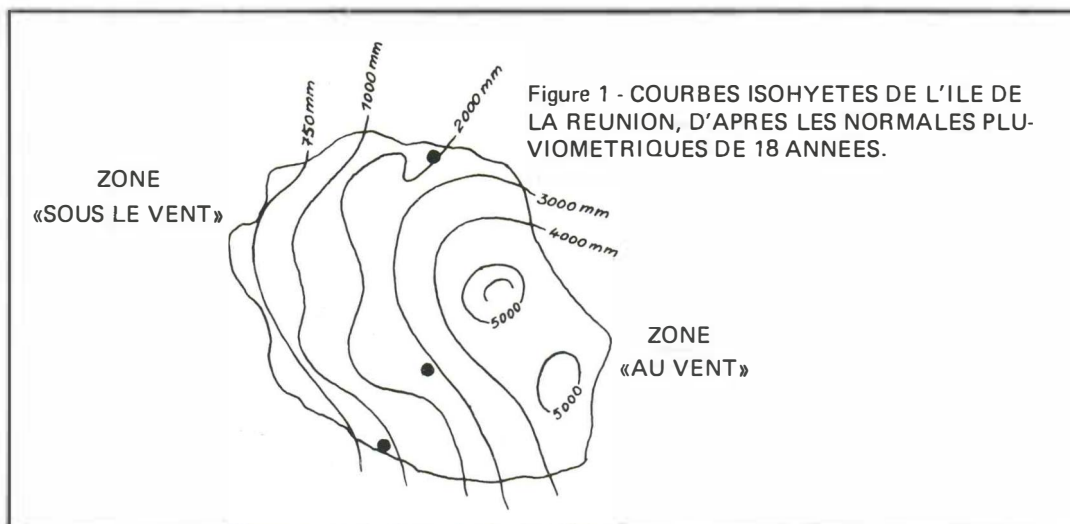 750 mm
1000 mm
2000 mm
Figure 1 - COURBES ISOHYETES DE L'ILE DE
LA REUNION, D'APRES LES NORMALES PLU-
VIOMETRIQUES DE 18 ANNEES.
ZONE
«SOUS LE VENT»
3000 mm
4000 mm
5000
ZONE
«AU VENT»
5000